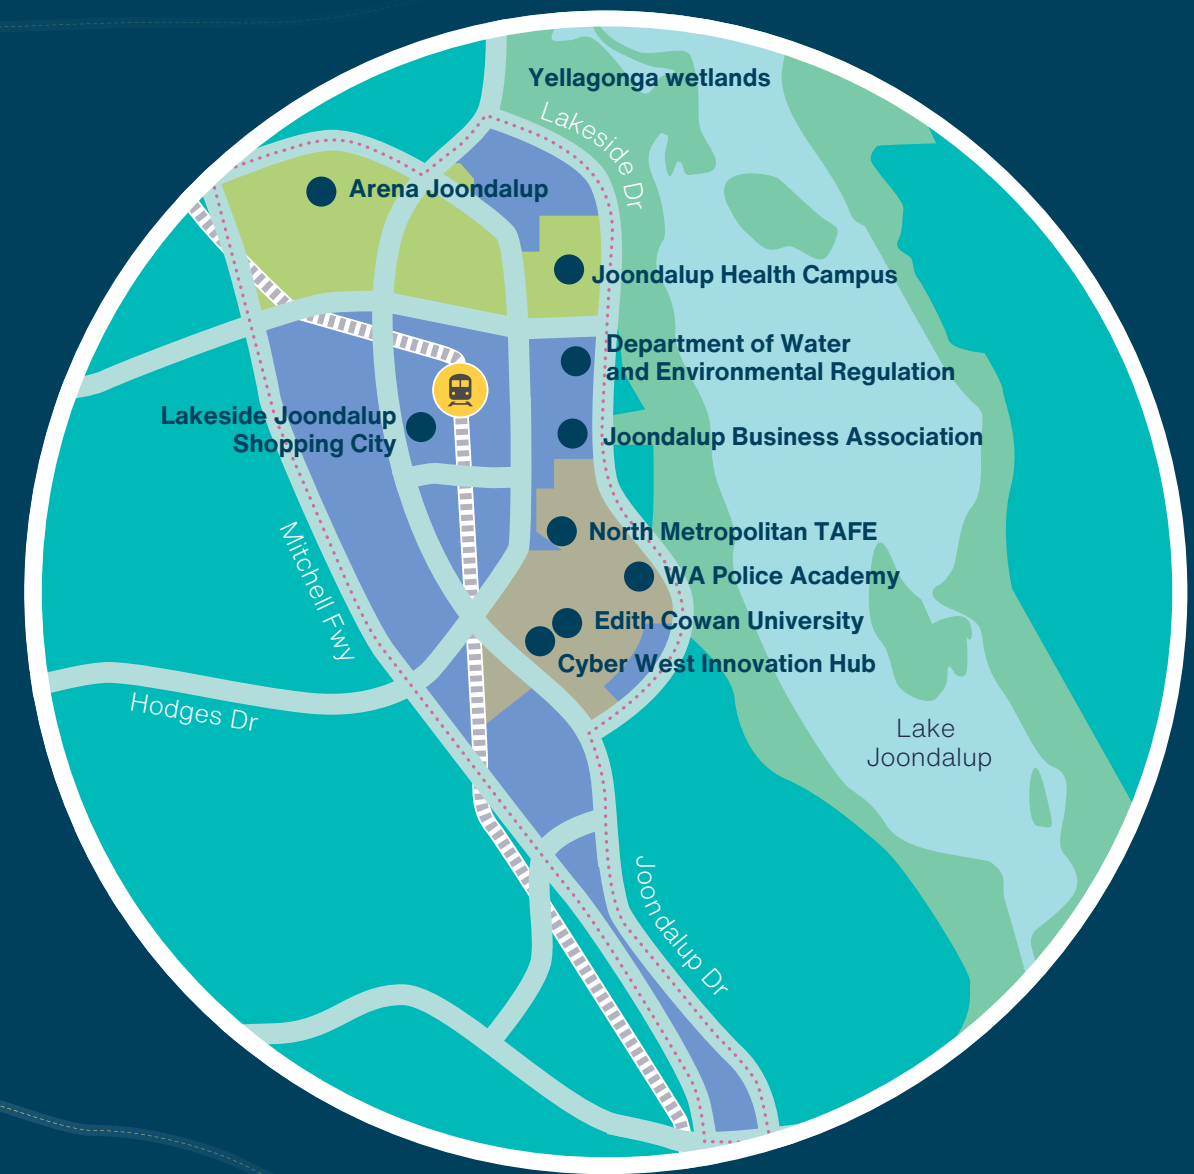 Yellagonga wetlands
Lakeside Dr
Arena Joondalup
Joondalup Health Campus
Department of Water
and Environmental Regulation
Lakeside Joondalup
Shopping City
Joondalup Business Association
North Metropolitan TAFE
WA Police Academy
Edith Cowan University
Cyber West Innovation Hub
Mitchell Fwy
Hodges Dr
Lake
Joondalup
Joondalup Dr